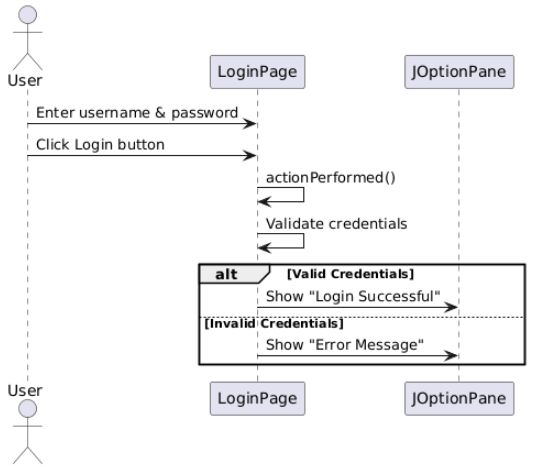 User
LoginPage
JOptionPane
Enter username & password
Click Login button
actionPerformed()
Validate credentials
alt
[Valid Credentials]
Show "Login Successful"
[Invalid Credentials]
Show "Error Message"
User
LoginPage
JOptionPane